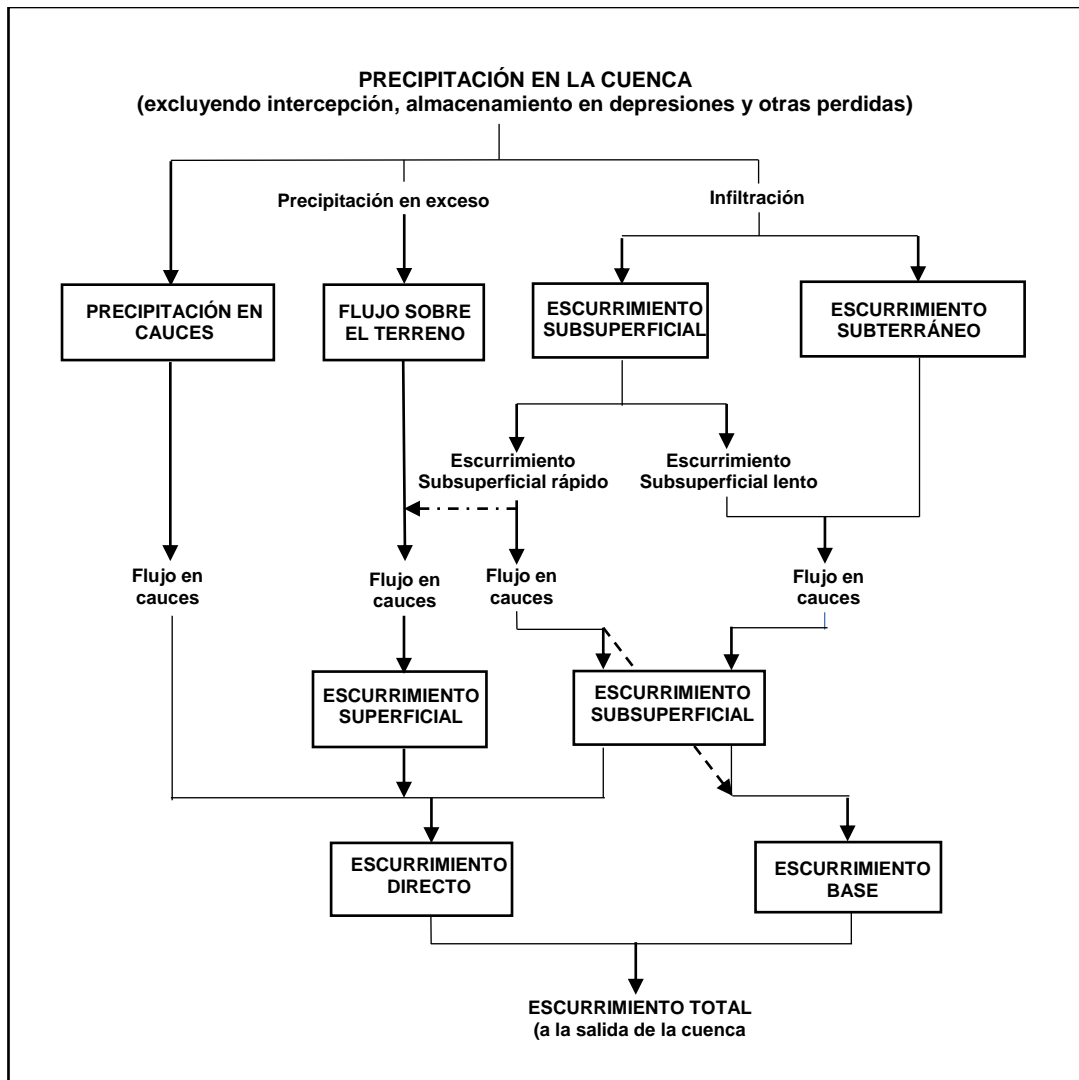 PRECIPITACIÓN EN LA CUENCA
(excluyendo intercepción, almacenamiento en depresiones y otras perdidas)
Precipitación en exceso
Infiltración
PRECIPITACIÓN EN
CAUCES
FLUJO SOBRE
EL TERRENO
ESCURRIMIENTO
SUBSUPERFICIAL
ESCURRIMIENTO
SUBTERRÁNEO
Escurrimiento
Subsuperficial rápido
Escurrimiento
Subsuperficial lento
Flujo en
cauces
Flujo en
cauces
Flujo en
cauces
Flujo en
cauces
ESCURRIMIENTO
SUPERFICIAL
ESCURRIMIENTO
SUBSUPERFICIAL
ESCURRIMIENTO
DIRECTO
ESCURRIMIENTO
BASE
ESCURRIMIENTO TOTAL
(a la salida de la cuenca